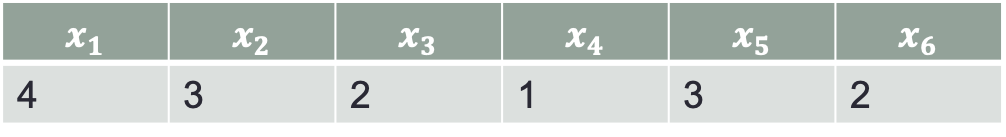 x₁ x₂ x₃ x₄ x₅ x₆
4 3 2 1 3 2